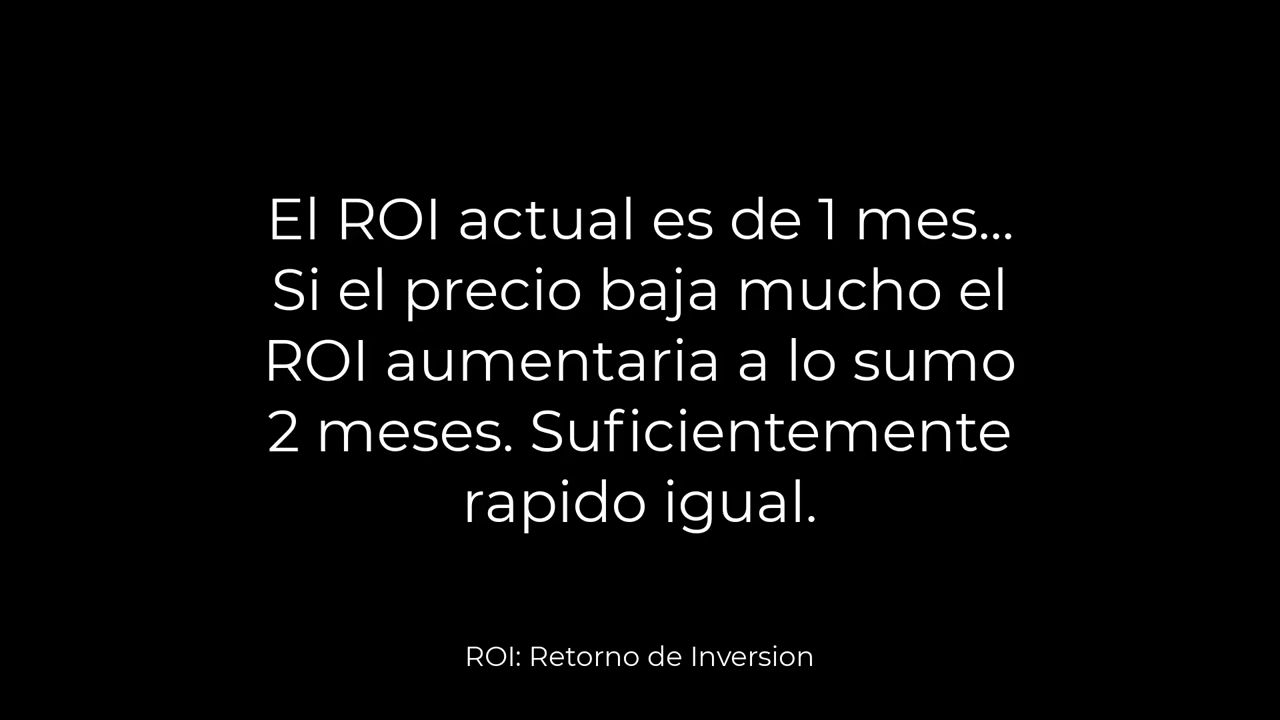 El ROI actual es de 1 mes...
Si el precio baja mucho el
ROI aumentaria a lo sumo
2 meses. Suficientemente
rapido igual.
ROI: Retorno de Inversion